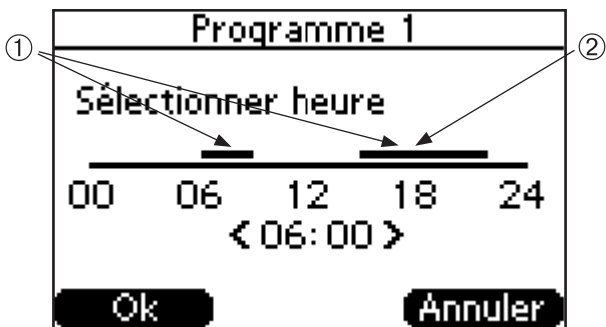 Programme 1
① ②
Sélectionner heure
00 06 12 18 24
< 06:00 >
Ok Annuler